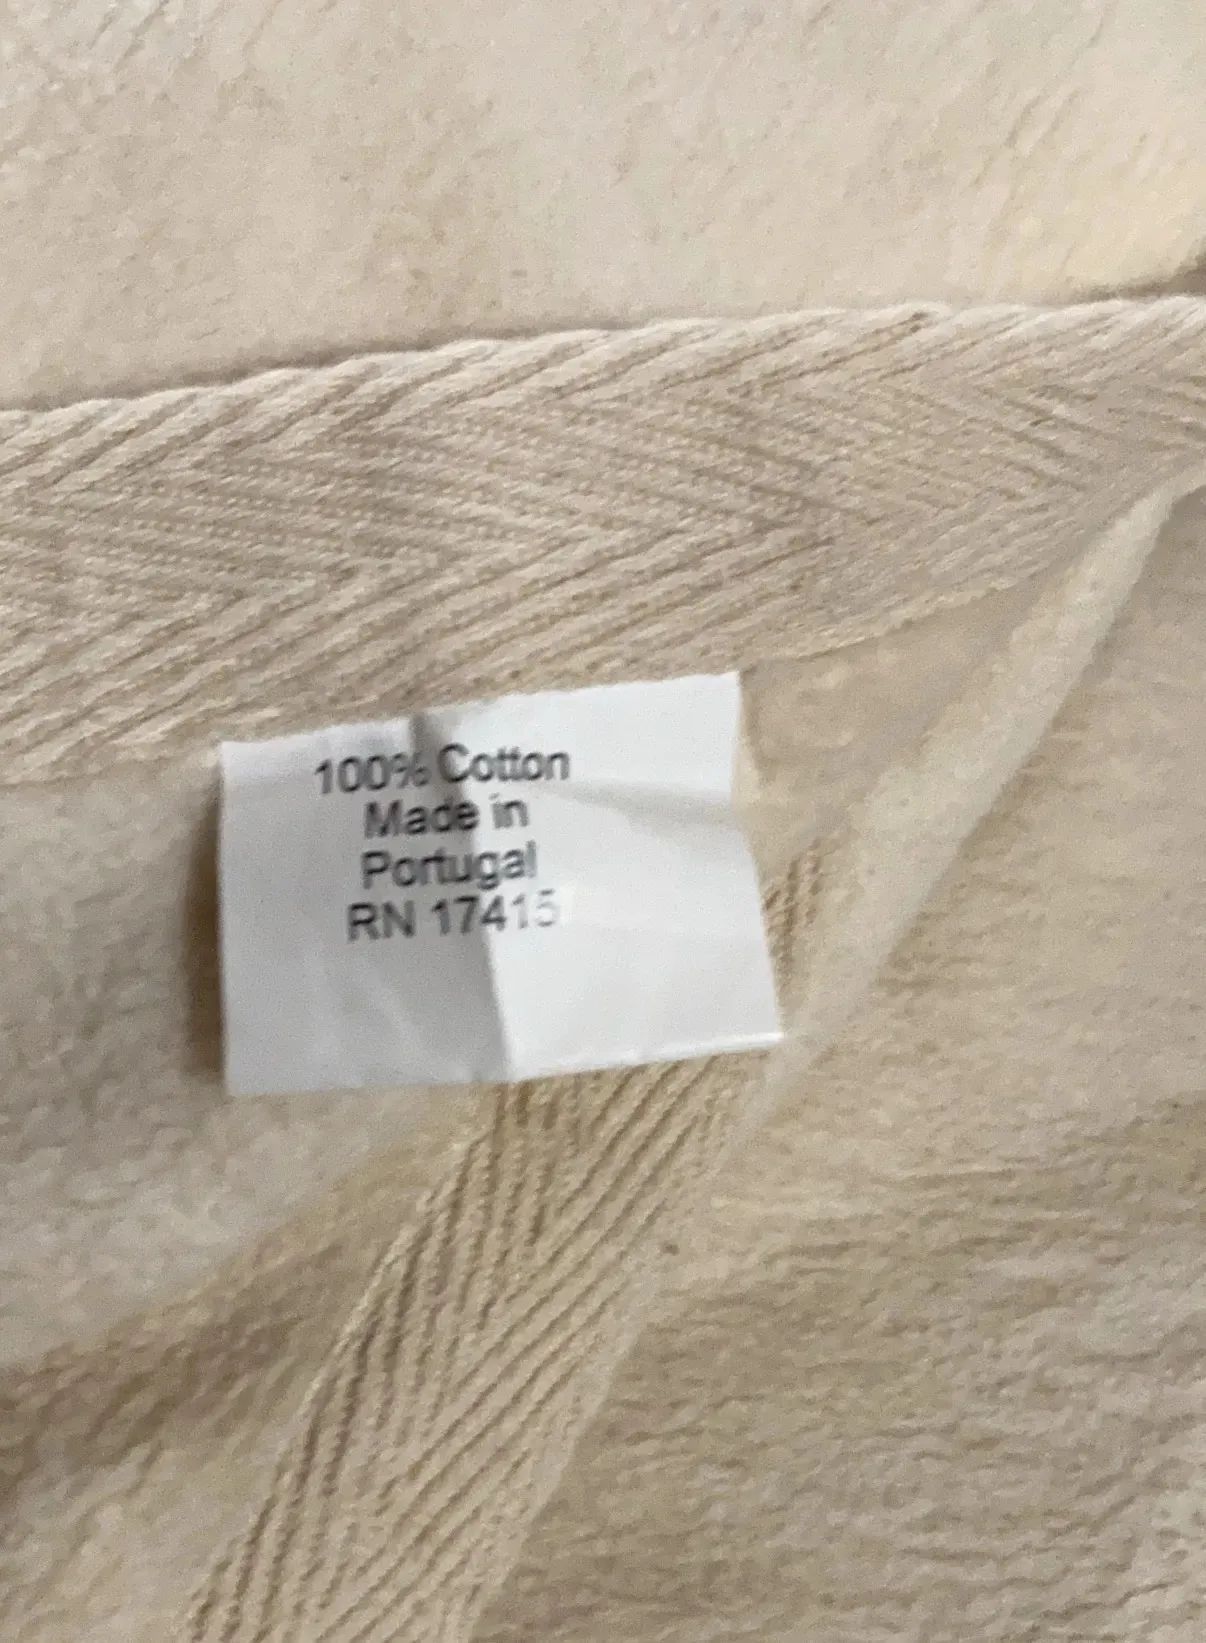 100% Cotton
Made in
Portugal
RN 17415